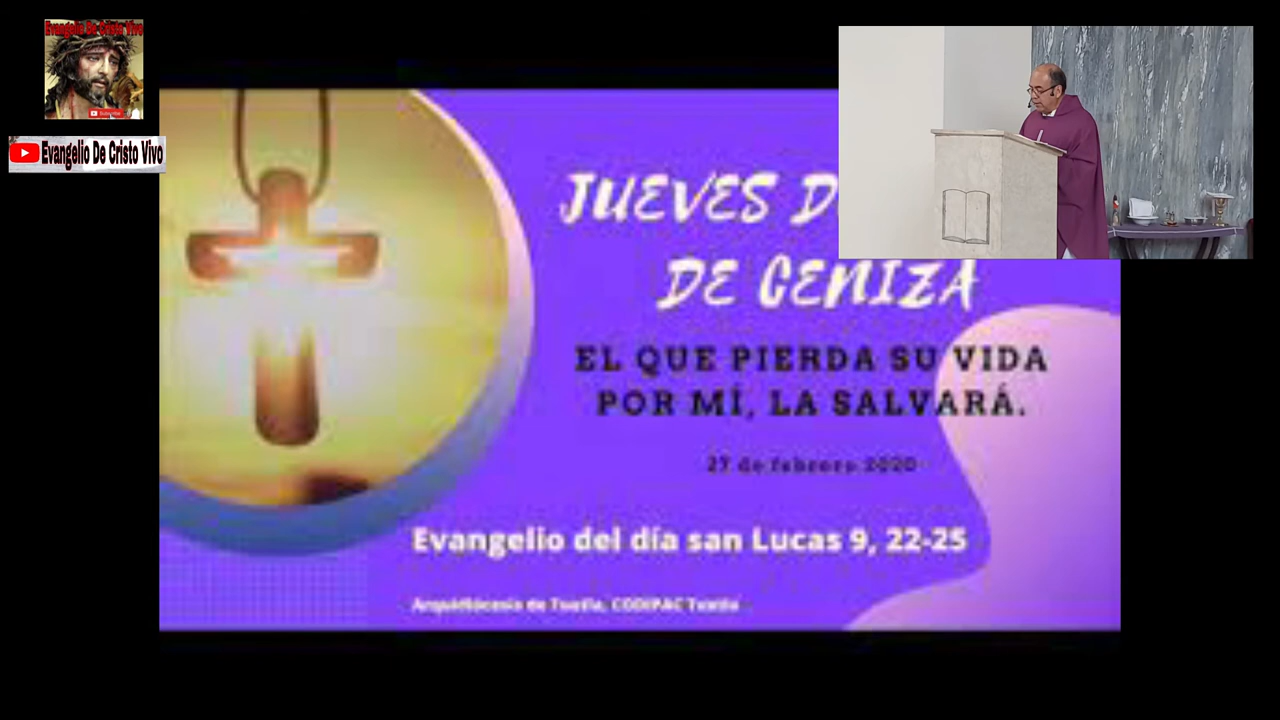 Evangelio De Cristo Vivo
Subscribe
Evangelio De Cristo Vivo
JUEVES D
DE CENIZA
EL QUE PIERDA SU VIDA
POR MÍ, LA SALVARÁ.
27 de febrero 2020
Evangelio del día san Lucas 9, 22-25
Arquidiócesis de Tuxtla, CODIPAC Tuxtla